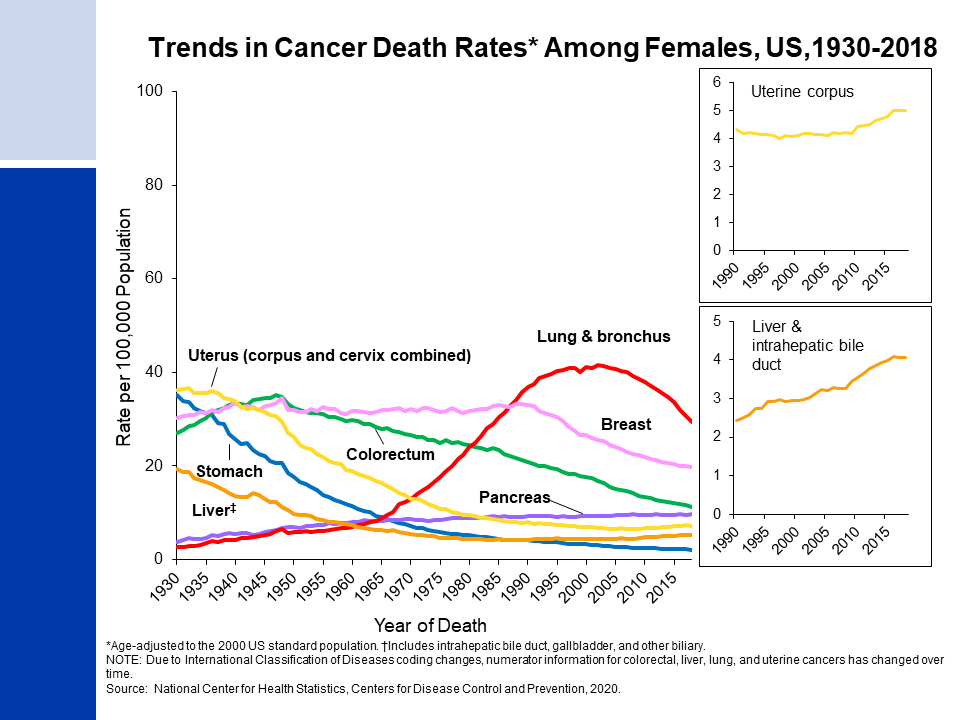 Trends in Cancer Death Rates* Among Females, US,1930-2018
Rate per 100,000 Population
100
80
60
40
20
0
Uterus (corpus and cervix combined)
Lung & bronchus
Breast
Colorectum
Stomach
Pancreas
Liver‡
1930
1935
1940
1945
1950
1955
1960
1965
1970
1975
1980
1985
1990
1995
2000
2005
2010
2015
Year of Death
Uterine corpus
6
5
4
3
2
1
0
1990
1995
2000
2005
2010
2015
Liver &
intrahepatic bile
duct
5
4
3
2
1
0
1990
1995
2000
2005
2010
2015
*Age-adjusted to the 2000 US standard population. †Includes intrahepatic bile duct, gallbladder, and other biliary.
NOTE: Due to International Classification of Diseases coding changes, numerator information for colorectal, liver, lung, and uterine cancers has changed over
time.
Source: National Center for Health Statistics, Centers for Disease Control and Prevention, 2020.